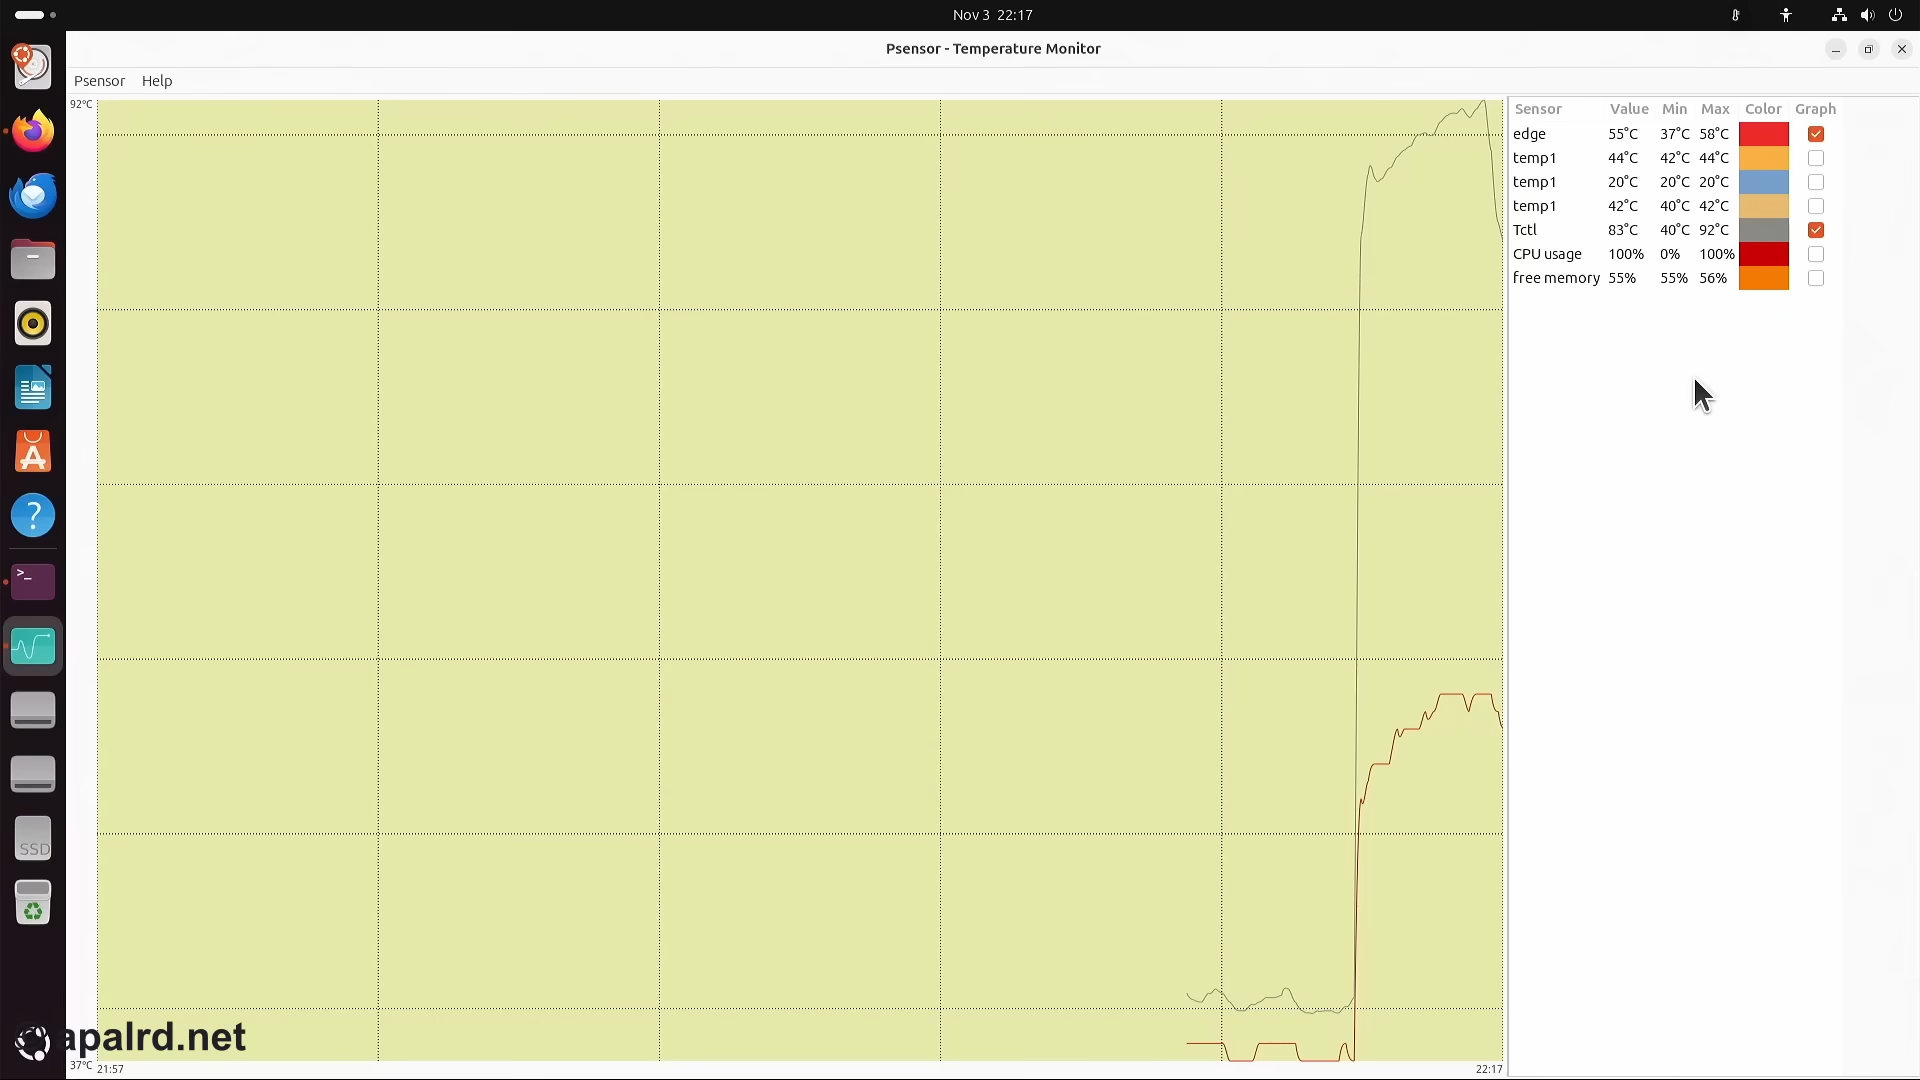 Nov 3 22:17
Psensor - Temperature Monitor
Psensor Help
92°C
Sensor Value Min Max Color Graph
edge 55°C 37°C 58°C
temp1 44°C 42°C 44°C
temp1 20°C 20°C 20°C
temp1 42°C 40°C 42°C
Tctl 83°C 40°C 92°C
CPU usage 100% 0% 100%
free memory 55% 55% 56%
SSD
@apalrd.net
37°C
21:57
22:17